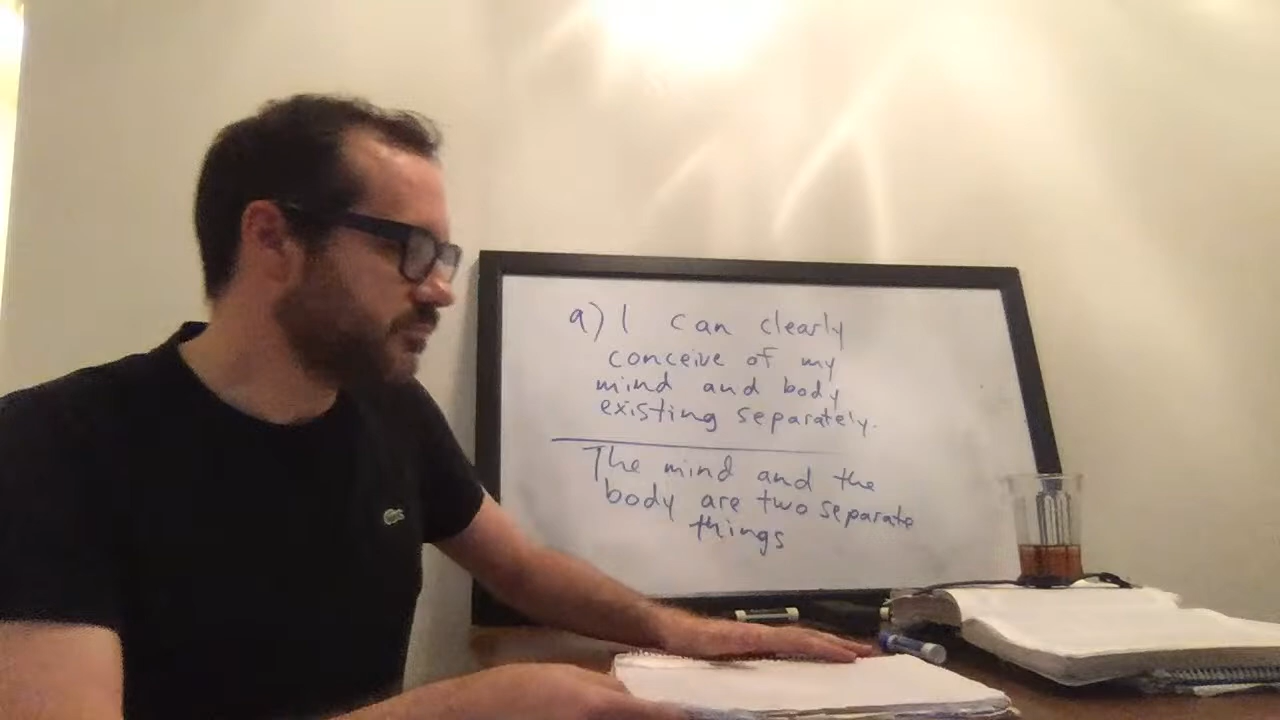 a) I can clearly
conceive of my
mind and body
existing separately.
The mind and the
body are two separate
things